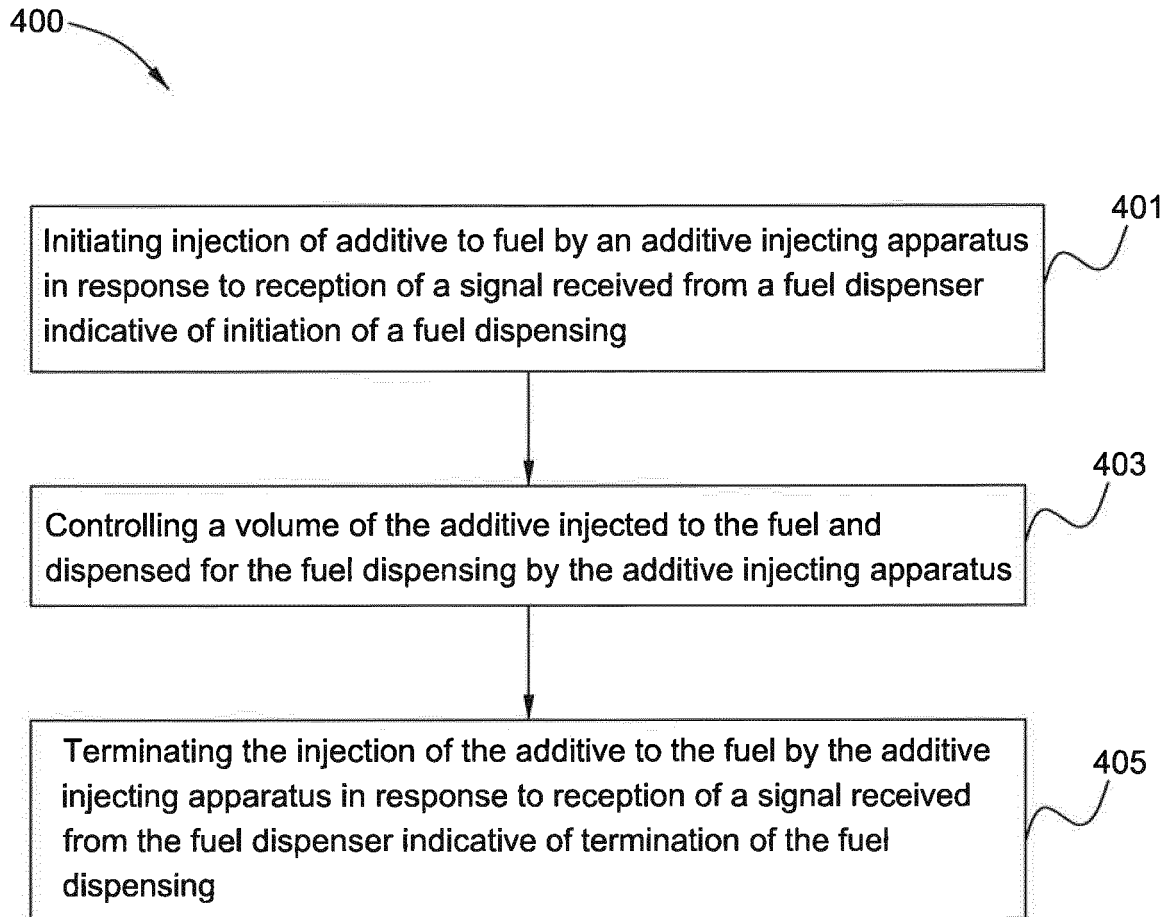 400
401
Initiating injection of additive to fuel by an additive injecting apparatus
in response to reception of a signal received from a fuel dispenser
indicative of initiation of a fuel dispensing
403
Controlling a volume of the additive injected to the fuel and
dispensed for the fuel dispensing by the additive injecting apparatus
405
Terminating the injection of the additive to the fuel by the additive
injecting apparatus in response to reception of a signal received
from the fuel dispenser indicative of termination of the fuel
dispensing